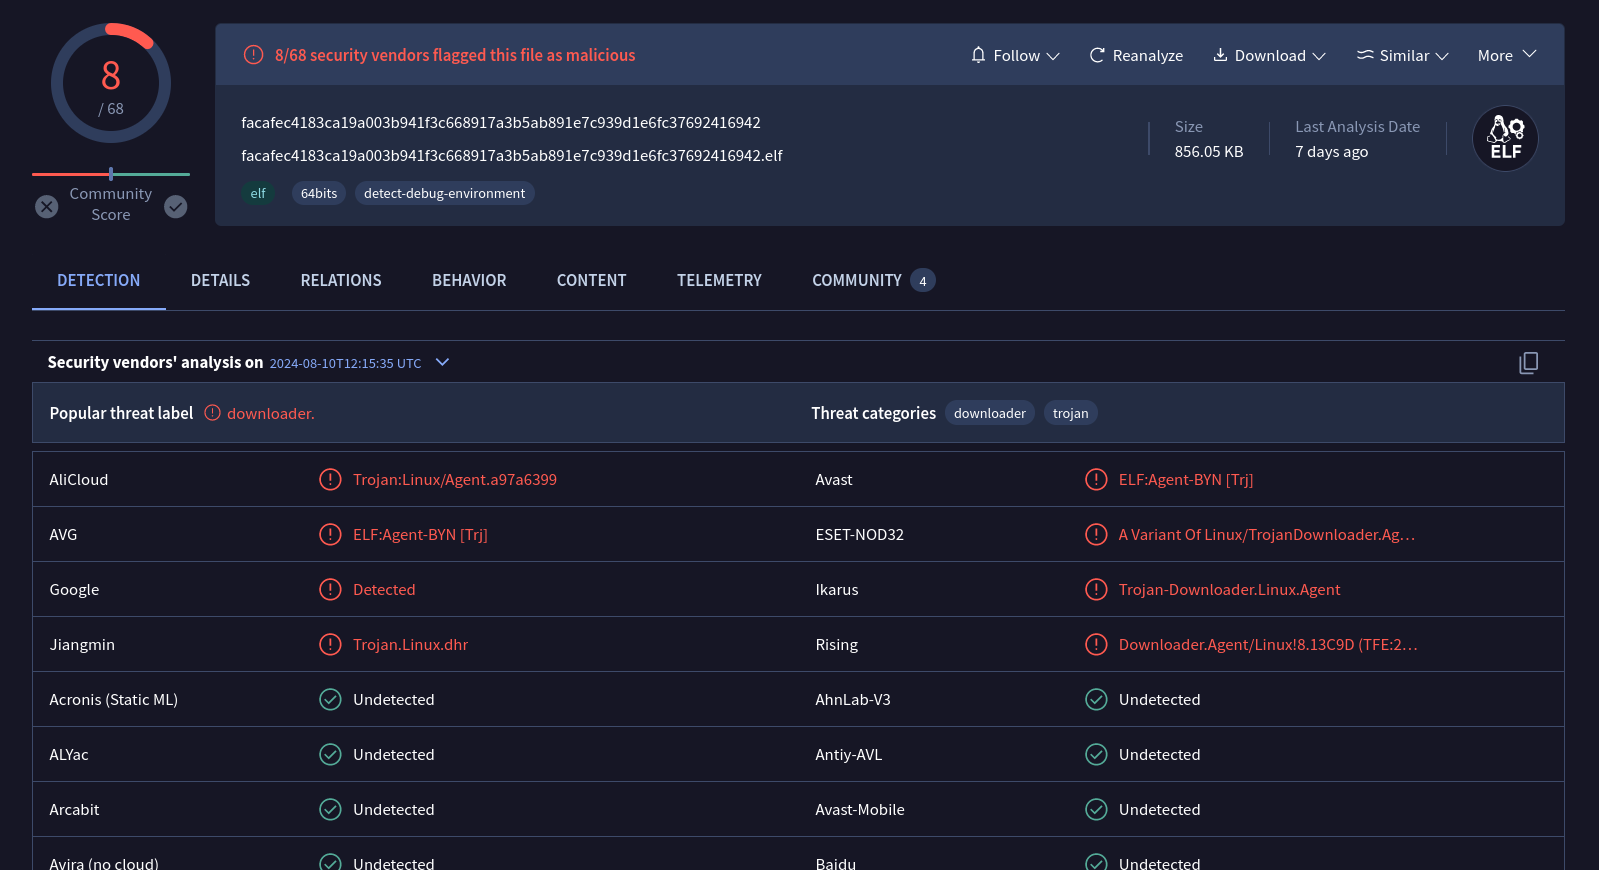 8
/ 68
Community
Score
8/68 security vendors flagged this file as malicious
Follow
Reanalyze
Download
Similar
More
facafec4183ca19a003b941f3c668917a3b5ab891e7c939d1e6fc37692416942
facafec4183ca19a003b941f3c668917a3b5ab891e7c939d1e6fc37692416942.elf
elf 64bits detect-debug-environment
Size
856.05 KB
Last Analysis Date
7 days ago
ELF
DETECTION DETAILS RELATIONS BEHAVIOR CONTENT TELEMETRY COMMUNITY 4
Security vendors' analysis on 2024-08-10T12:15:35 UTC
Popular threat label downloader. Threat categories downloader trojan
AliCloud Trojan:Linux/Agent.a97a6399 Avast ELF:Agent-BYN [Trj]
AVG ELF:Agent-BYN [Trj] ESET-NOD32 A Variant Of Linux/TrojanDownloader.Ag…
Google Detected Ikarus Trojan-Downloader.Linux.Agent
Jiangmin Trojan.Linux.dhr Rising Downloader.Agent/Linux!8.13C9D (TFE:2…
Acronis (Static ML) Undetected AhnLab-V3 Undetected
ALYac Undetected Antiy-AVL Undetected
Arcabit Undetected Avast-Mobile Undetected
Avira (no cloud) Undetected Baidu Undetected